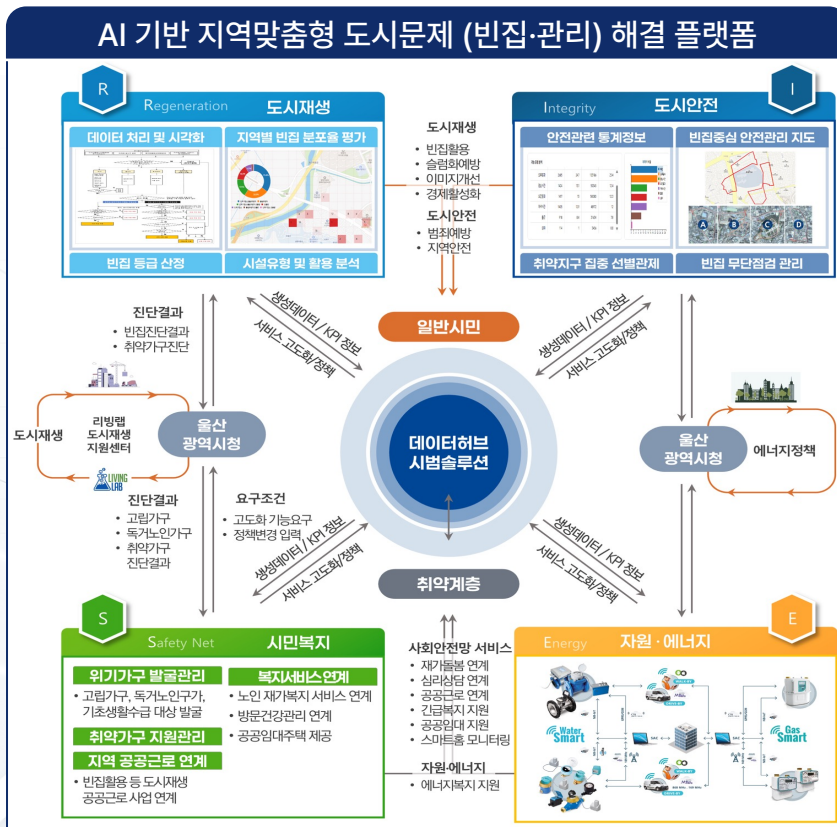 AI 기반 지역맞춤형 도시문제 (빈집·관리) 해결 플랫폼
R
Regeneration 도시재생
데이터 처리 및 시각화
지역별 빈집 분포율 평가
빈집 등급 산정
시설유형 및 활용 분석
도시재생
• 빈집활용
• 슬럼화예방
• 이미지개선
• 경제활성화
도시안전
• 범죄예방
• 지역안전
I
Integrity 도시안전
안전관련 통계정보
빈집중심 안전관리 지도
A
B
C
D
취약지구 집중 선별관제
빈집 무단점검 관리
진단결과
• 빈집진단결과
• 취약가구진단
생성데이터 / KPI 정보
서비스 고도화/정책
일반시민
생성데이터 / KPI 정보
서비스 고도화/정책
도시재생
리빙랩
도시재생
지원센터
LIVING
LAB
울산
광역시청
데이터허브
시범솔루션
울산
광역시청
에너지정책
진단결과
• 고립가구
• 독거노인가구
• 취약가구
진단결과
요구조건
• 고도화 기능요구
• 정책변경 입력
생성데이터 / KPI 정보
서비스 고도화/정책
취약계층
생성데이터 / KPI 정보
서비스 고도화/정책
S
Safety Net 시민복지
위기가구 발굴관리
• 고립가구, 독거노인구가,
기초생활수급 대상 발굴
취약가구 지원관리
지역 공공근로 연계
• 빈집활용 등 도시재생
공공근로 사업 연계
복지서비스 연계
• 노인 재가복지 서비스 연계
• 방문건강관리 연계
• 공공임대주택 제공
사회안전망 서비스
• 재가돌봄 연계
• 심리상담 연계
• 공공근로 연계
• 긴급복지 지원
• 공공임대 지원
• 스마트홈 모니터링
자원·에너지
• 에너지복지 지원
E
Energy 자원·에너지
Water
Smart
Gas
Smart